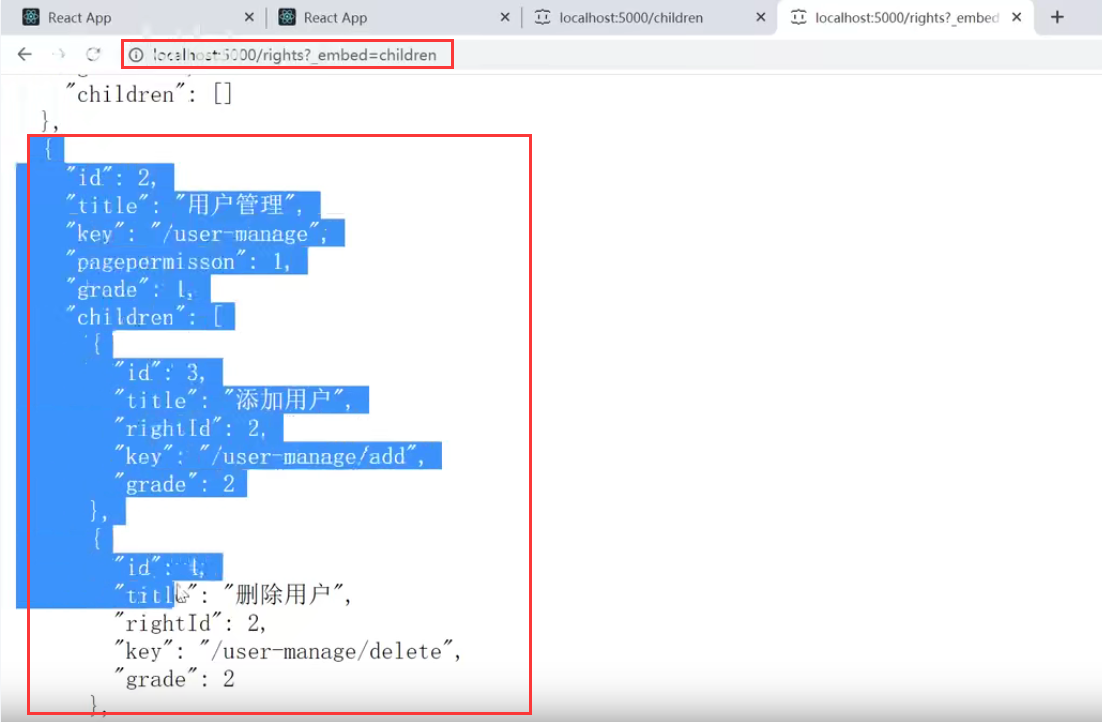 React App
React App
localhost:5000/children
localhost:5000/rights?_embed
localhost:5000/rights?_embed=children
"children": []
},
{
"id": 2,
"title": "用户管理",
"key": "/user-manage",
"pagepermisson": 1,
"grade": 1,
"children": [
{
"id": 3,
"title": "添加用户",
"rightId": 2,
"key": "/user-manage/add",
"grade": 2
},
{
"id": 4,
"title": "删除用户",
"rightId": 2,
"key": "/user-manage/delete",
"grade": 2
},